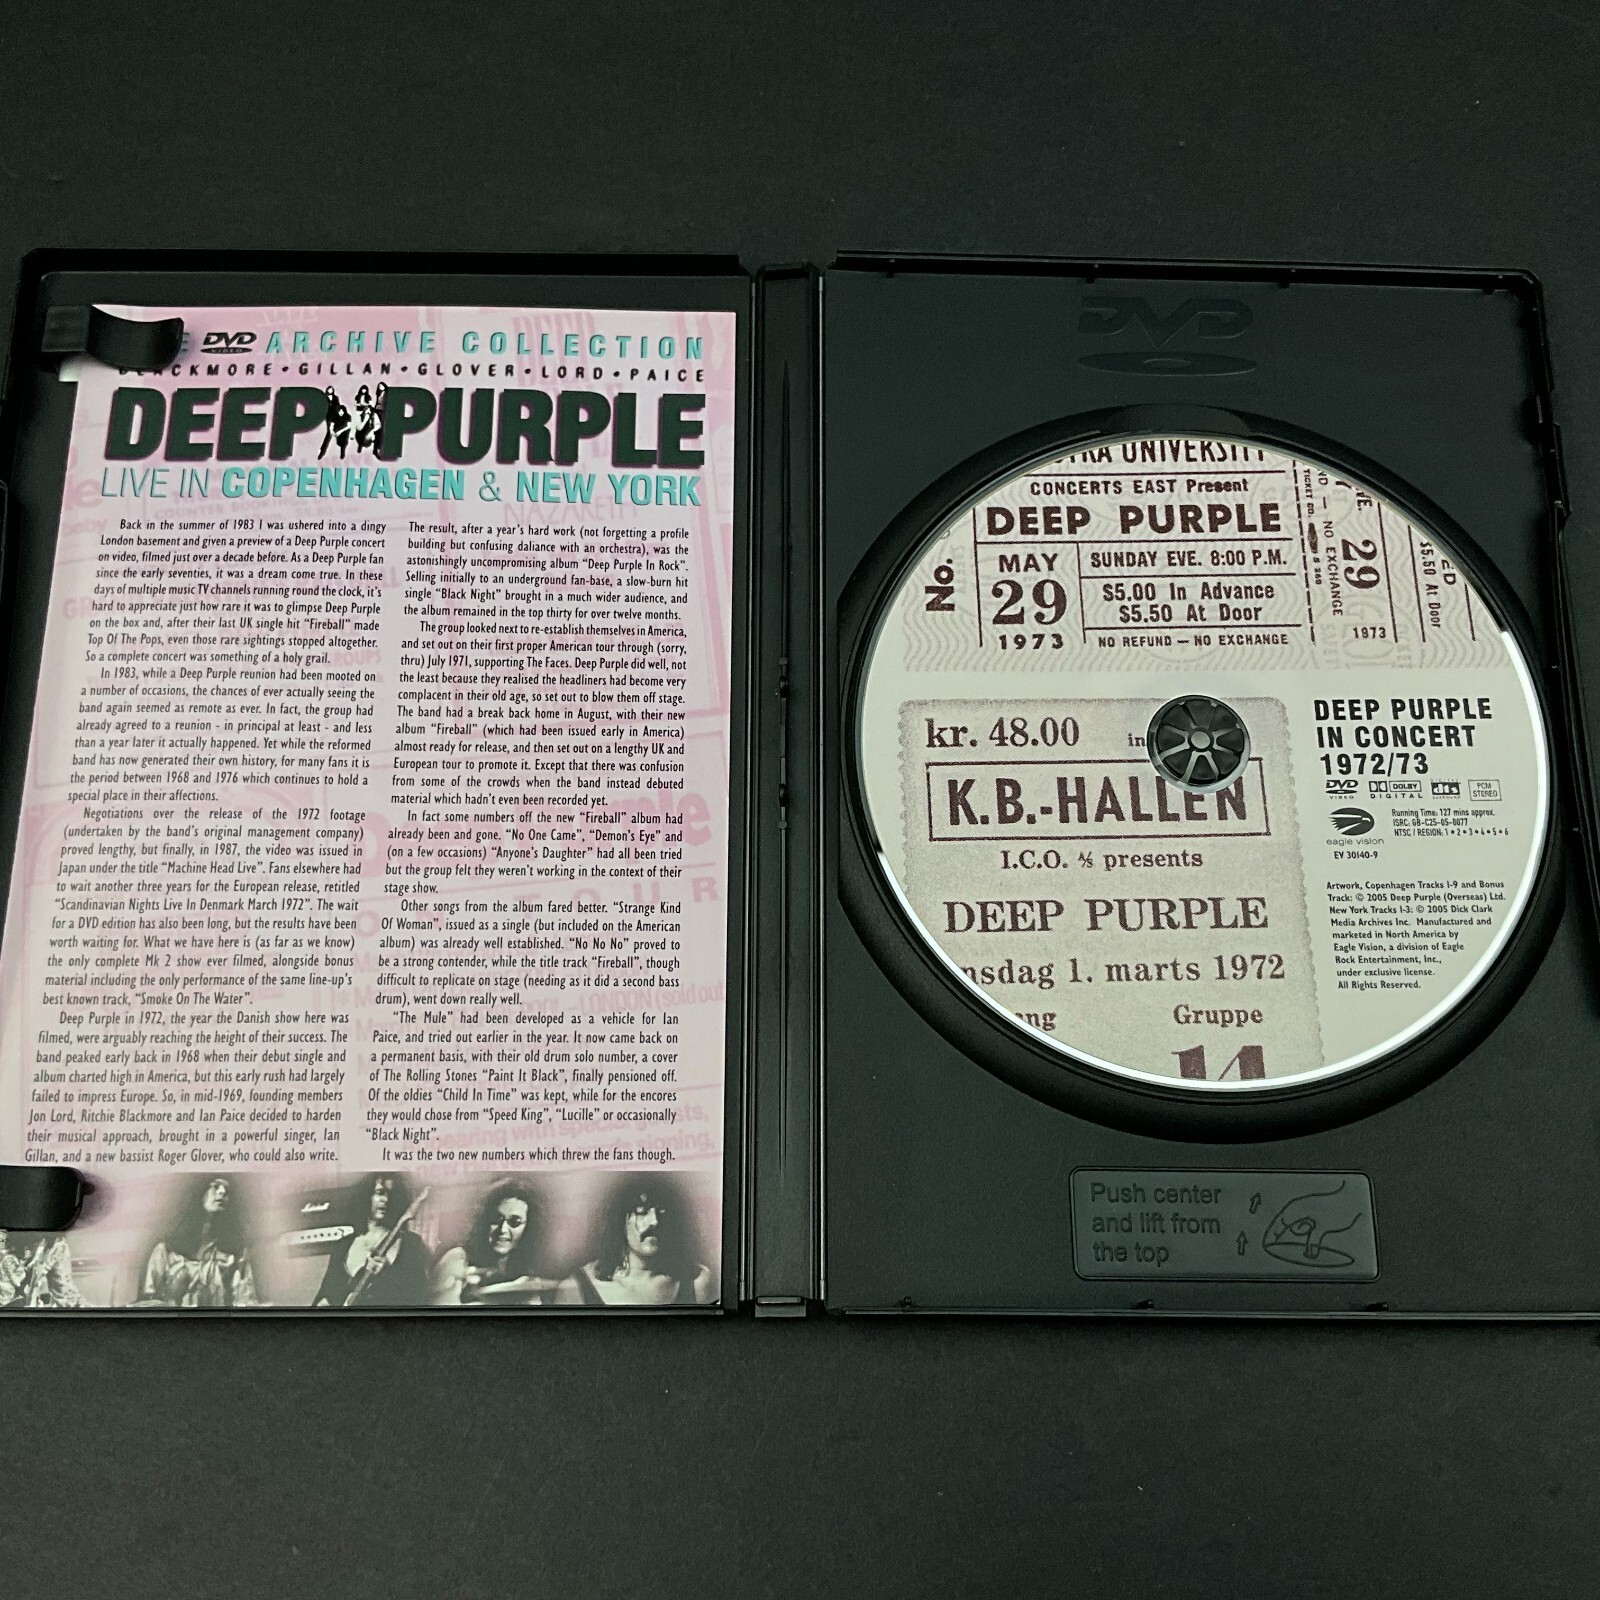 DVD VIDEO ARCHIVE COLLECTION
BLACKMORE • GILLAN • GLOVER • LORD • PAICE
DEEP PURPLE
LIVE IN COPENHAGEN & NEW YORK
Back in the summer of 1983 I was ushered into a dingy
London basement and given a preview of a Deep Purple concert
on video, filmed just over a decade before. As a Deep Purple fan
since the early seventies, it was a dream come true. In these
days of multiple music TV channels running round the clock, it's
hard to appreciate just how rare it was to glimpse Deep Purple
on the box and, after their last UK single hit "Fireball" made
Top Of The Pops, even those rare sightings stopped altogether.
So a complete concert was something of a holy grail.
In 1983, while a Deep Purple reunion had been mooted on
a number of occasions, the chances of ever actually seeing the
band again seemed as remote as ever. In fact, the group had
already agreed to a reunion - in principal at least - and less
than a year later it actually happened. Yet while the reformed
band has now generated their own history, for many fans it is
the period between 1968 and 1976 which continues to hold a
special place in their affections.
Negotiations over the release of the 1972 footage
(undertaken by the band's original management company)
proved lengthy, but finally, in 1987, the video was issued in
Japan under the title "Machine Head Live". Fans elsewhere had
to wait another three years for the European release, retitled
"Scandinavian Nights Live In Denmark March 1972". The wait
for a DVD edition has also been long, but the results have been
worth waiting for. What we have here is (as far as we know)
the only complete Mk 2 show ever filmed, alongside bonus
material including the only performance of the same line-up's
best known track, "Smoke On The Water".
Deep Purple in 1972, the year the Danish show here was
filmed, were arguably reaching the height of their success. The
band peaked early back in 1968 when their debut single and
album charted high in America, but this early rush had largely
failed to impress Europe. So, in mid-1969, founding members
Jon Lord, Ritchie Blackmore and Ian Paice decided to harden
their musical approach, brought in a powerful singer, Ian
Gillan, and a new bassist Roger Glover, who could also write.
The result, after a year's hard work (not forgetting a profile
building but confusing daliance with an orchestra), was the
astonishingly uncompromising album "Deep Purple In Rock".
Selling initially to an underground fan-base, a slow-burn hit
single "Black Night" brought in a much wider audience, and
the album remained in the top thirty for over twelve months.
The group looked next to re-establish themselves in America,
and set out on their first proper American tour through (sorry,
thru) July 1971, supporting The Faces. Deep Purple did well, not
the least because they realised the headliners had become very
complacent in their old age, so set out to blow them off stage.
The band had a break back home in August, with their new
album "Fireball" (which had been issued early in America)
almost ready for release, and then set out on a lengthy UK and
European tour to promote it. Except that there was confusion
from some of the crowds when the band instead debuted
material which hadn't even been recorded yet.
In fact some numbers off the new "Fireball" album had
already been and gone. "No One Came", "Demon's Eye" and
(on a few occasions) "Anyone's Daughter" had all been tried
but the group felt they weren't working in the context of their
stage show.
Other songs from the album fared better. "Strange Kind
Of Woman", issued as a single (but included on the American
album) was already well established. "No No No" proved to
be a strong contender, while the title track "Fireball", though
difficult to replicate on stage (needing as it did a second bass
drum), went down really well.
"The Mule" had been developed as a vehicle for Ian
Paice, and tried out earlier in the year. It now came back on
a permanent basis, with their old drum solo number, a cover
of The Rolling Stones "Paint It Black", finally pensioned off.
Of the oldies "Child In Time" was kept, while for the encores
they would chose from "Speed King", "Lucille" or occasionally
"Black Night".
It was the two new numbers which threw the fans though.
Marshall
DVD
UNIVERSITY
CONCERTS EAST Present
DEEP PURPLE
No.
MAY
29
1973
SUNDAY EVE. 8:00 P.M.
$5.00 In Advance
$5.50 At Door
NO REFUND — NO EXCHANGE
TICKET CO.
NO EXCHANGE
29
1973
$5.50 At Door
kr. 48.00
K.B.-HALLEN
I.C.O. A/S presents
DEEP PURPLE
nsdag 1. marts 1972
ang Gruppe
14
DEEP PURPLE
IN CONCERT
1972/73
DVD VIDEO DOLBY DIGITAL dts PCM STEREO
Running Time: 127 mins approx.
ISRC: GB-C25-05-0077
NTSC | REGION: 1 • 2 • 3 • 4 • 5 • 6
eagle vision
EV 30140-9
Artwork, Copenhagen Tracks 1-9 and Bonus
Track: © 2005 Deep Purple (Overseas) Ltd.
New York Tracks 1-3: © 2005 Dick Clark
Media Archives Inc. Manufactured and
marketed in North America by
Eagle Vision, a division of Eagle
Rock Entertainment, Inc.,
under exclusive license.
All Rights Reserved.
Push center
and lift from
the top